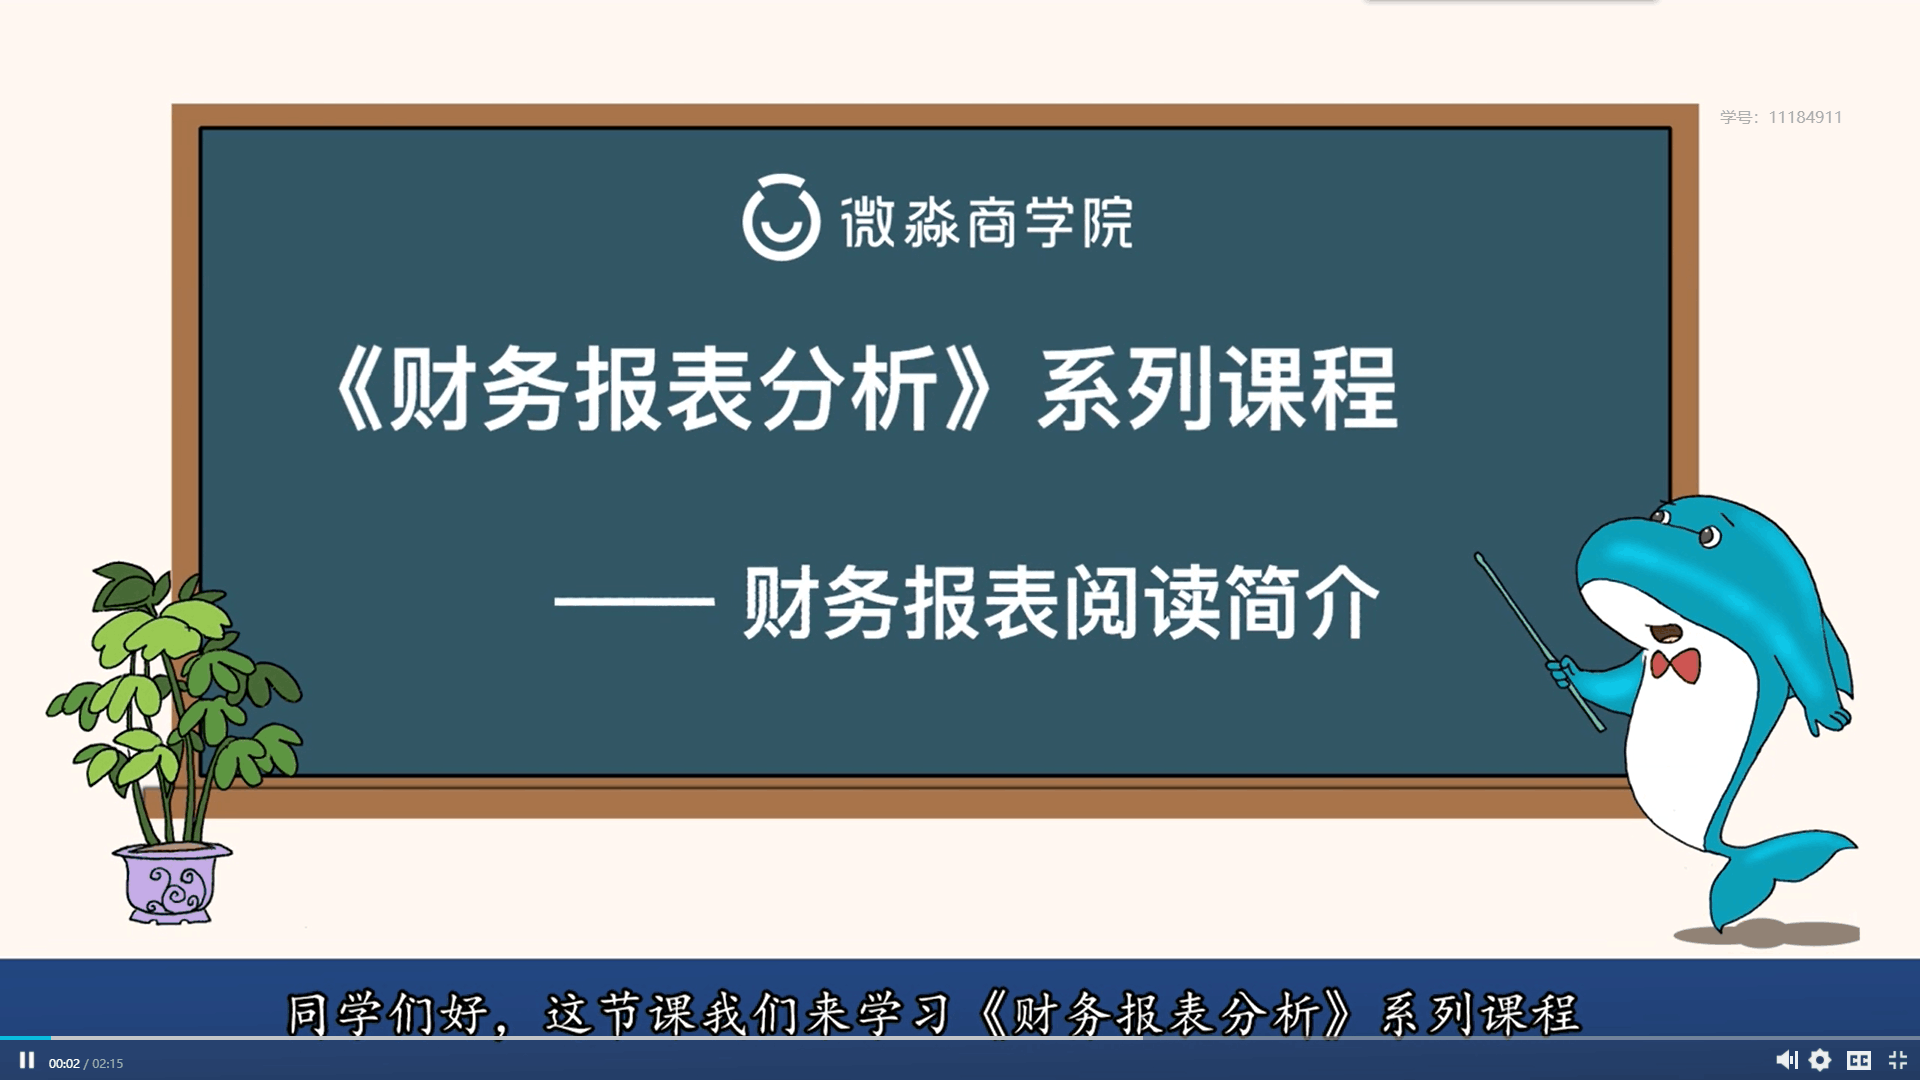 学号：11184911
微淼商学院
《财务报表分析》系列课程
—— 财务报表阅读简介
同学们好，这节课我们来学习《财务报表分析》系列课程
00:02 / 02:15
CC